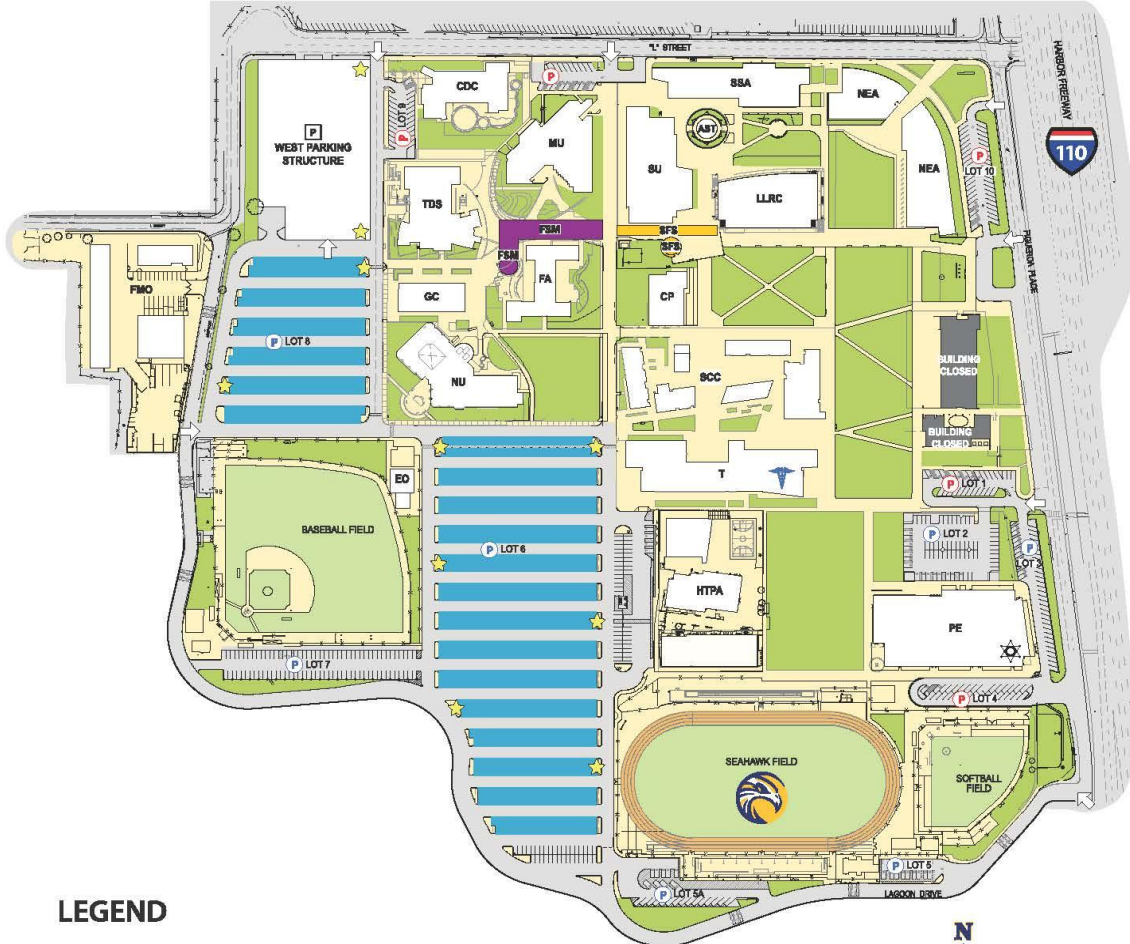 "L" STREET
HARBOR FREEWAY
110
P
CDC
SSA
NEA
LOT 9
P
P
WEST PARKING
STRUCTURE
MU
AST
SU
NEA
P
LOT 10
TDS
LLRC
FSM
SFS
SFS
FSM
FIGUEROA PLACE
FMO
GC
FA
CP
P LOT 8
NU
SCC
BUILDING
CLOSED
BUILDING
CLOSED
EO
T
P LOT 1
BASEBALL FIELD
P LOT 6
P
LOT 2
P
LOT 3
HTPA
PE
P LOT 7
P LOT 4
SEAHAWK FIELD
SOFTBALL
FIELD
P LOT 5
P LOT 5A
LAGOON DRIVE
LEGEND
N